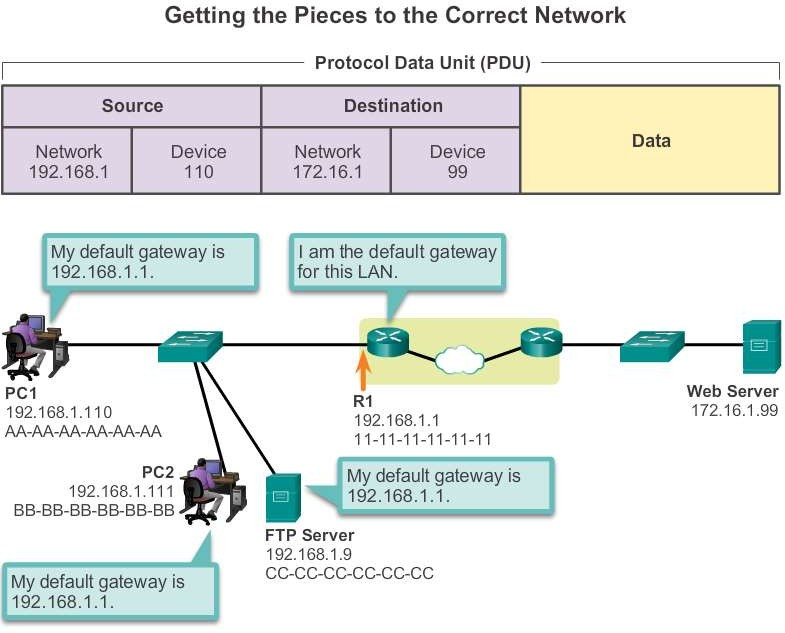 Getting the Pieces to the Correct Network
Protocol Data Unit (PDU)
Source
Destination
Data
Network
192.168.1
Device
110
Network
172.16.1
Device
99
My default gateway is
192.168.1.1.
I am the default gateway
for this LAN.
PC1
192.168.1.110
AA-AA-AA-AA-AA-AA
R1
192.168.1.1
11-11-11-11-11-11
Web Server
172.16.1.99
PC2
192.168.1.111
BB-BB-BB-BB-BB-BB
My default gateway is
192.168.1.1.
FTP Server
192.168.1.9
CC-CC-CC-CC-CC-CC
My default gateway is
192.168.1.1.